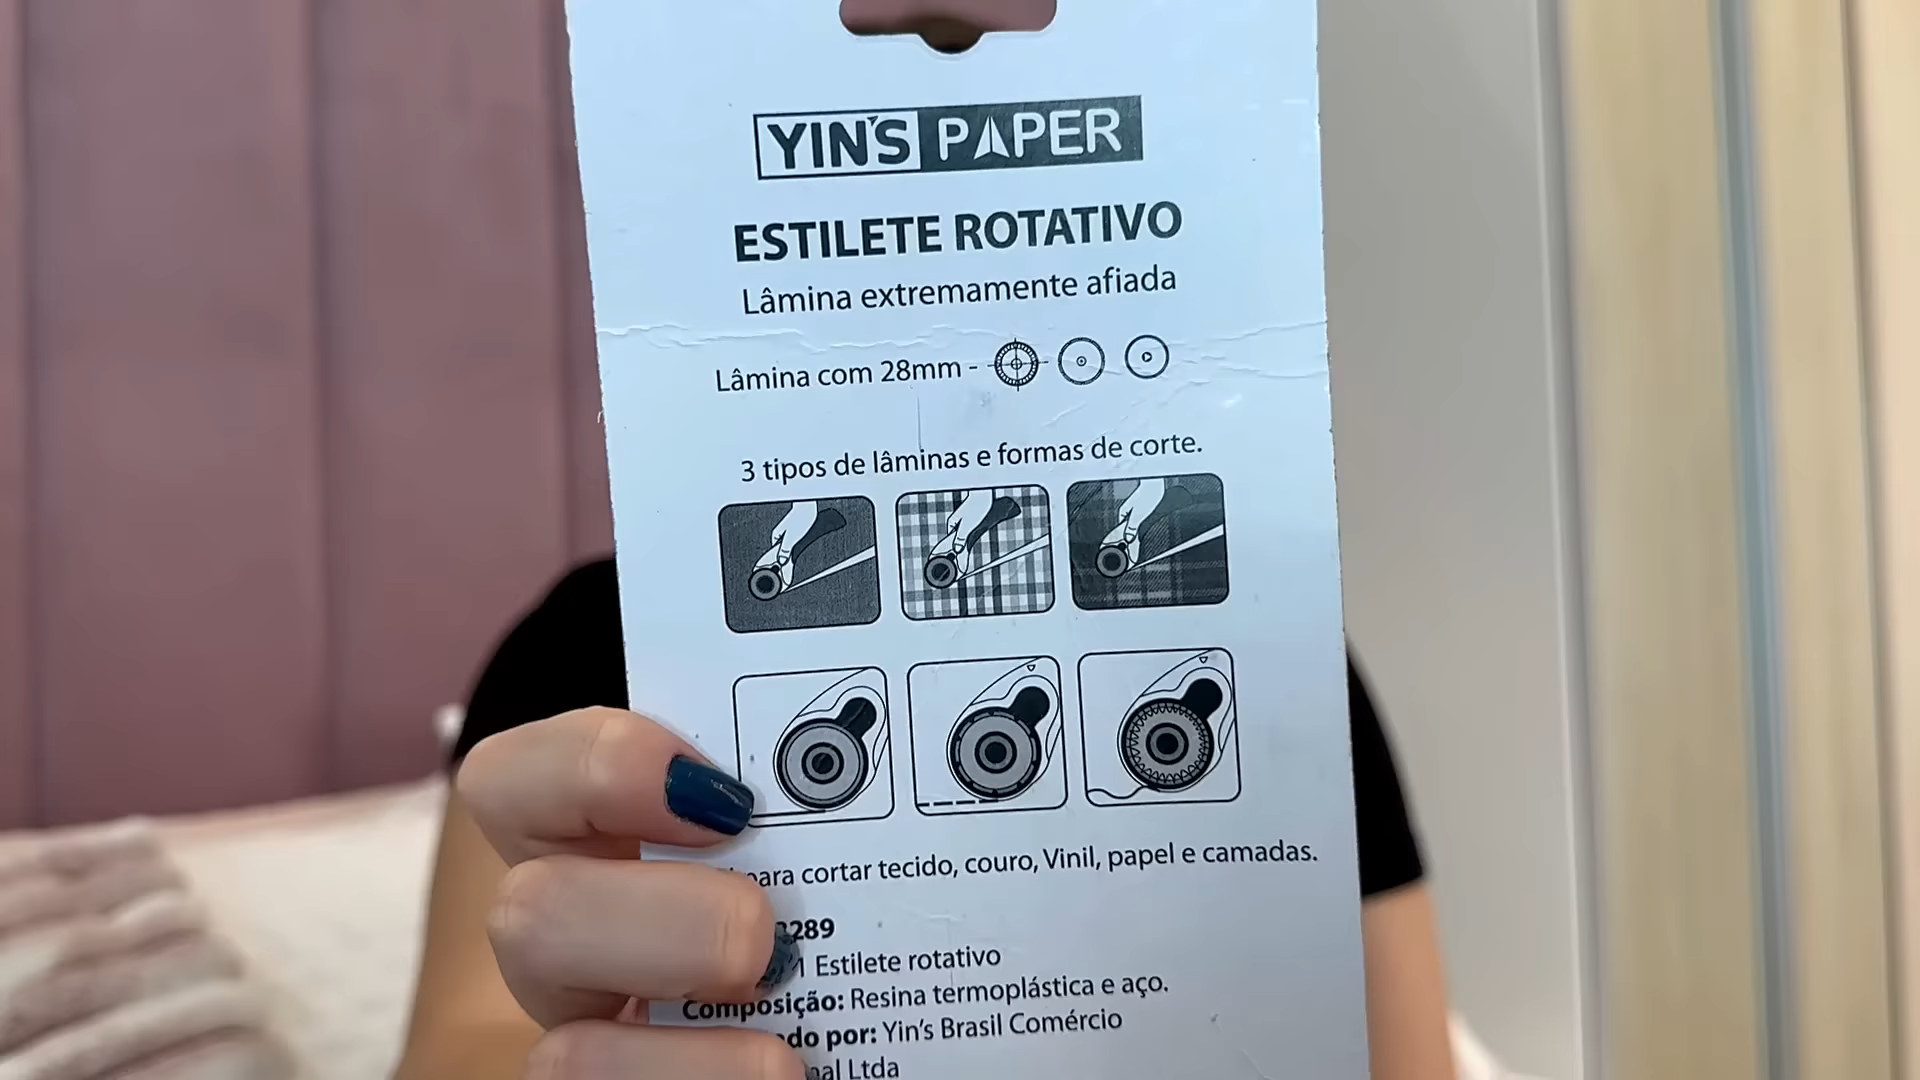 YIN'S PAPER
ESTILETE ROTATIVO
Lâmina extremamente afiada
Lâmina com 28mm -
3 tipos de lâminas e formas de corte.
para cortar tecido, couro, Vinil, papel e camadas.
289
1 Estilete rotativo
Composição: Resina termoplástica e aço.
por: Yin's Brasil Comércio
Ltda